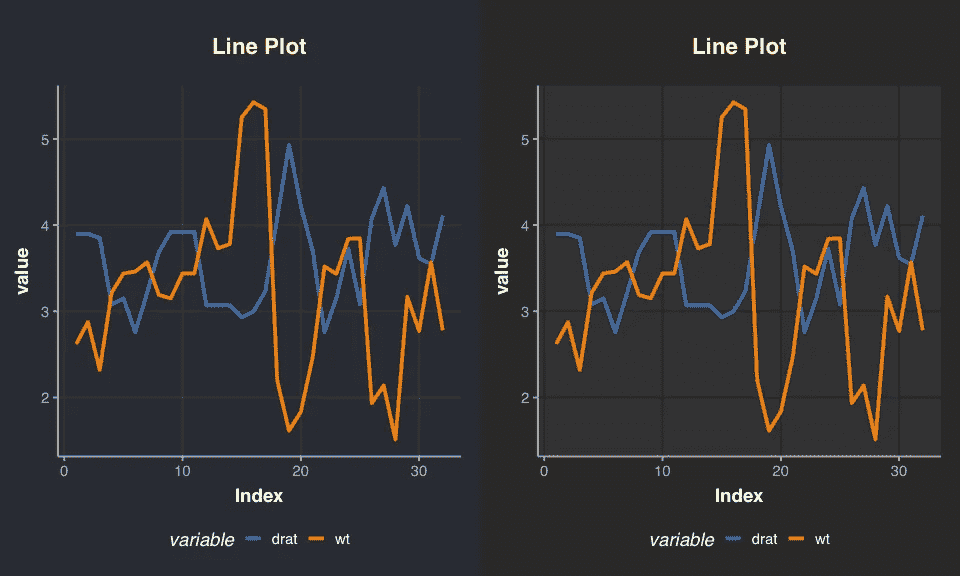 Line Plot
5
4
3
2
value
0 10 20 30
Index
variable drat wt
Line Plot
5
4
3
2
value
0 10 20 30
Index
variable drat wt